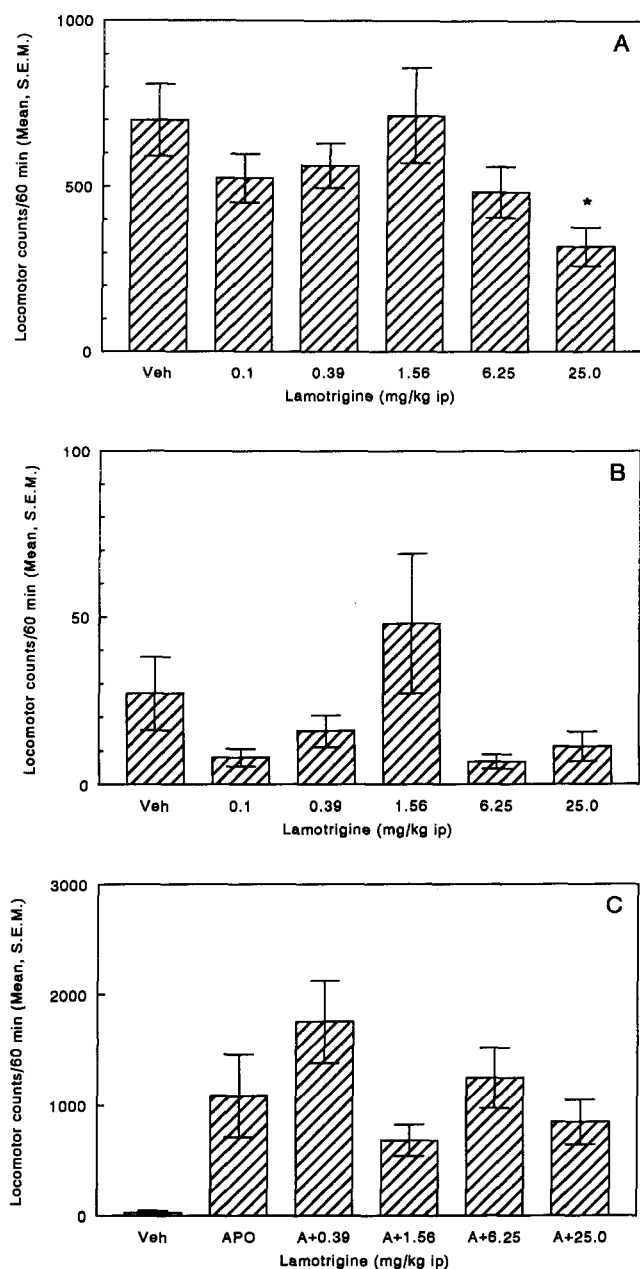 A
Locomotor counts/60 min (Mean, S.E.M.)
1000
500
0
*
Veh 0.1 0.39 1.56 6.25 25.0
Lamotrigine (mg/kg ip)
B
Locomotor counts/60 min (Mean, S.E.M.)
100
50
0
Veh 0.1 0.39 1.56 6.25 25.0
Lamotrigine (mg/kg ip)
C
Locomotor counts/60 min (Mean, S.E.M.)
3000
2000
1000
0
Veh APO A+0.39 A+1.56 A+6.25 A+25.0
Lamotrigine (mg/kg ip)